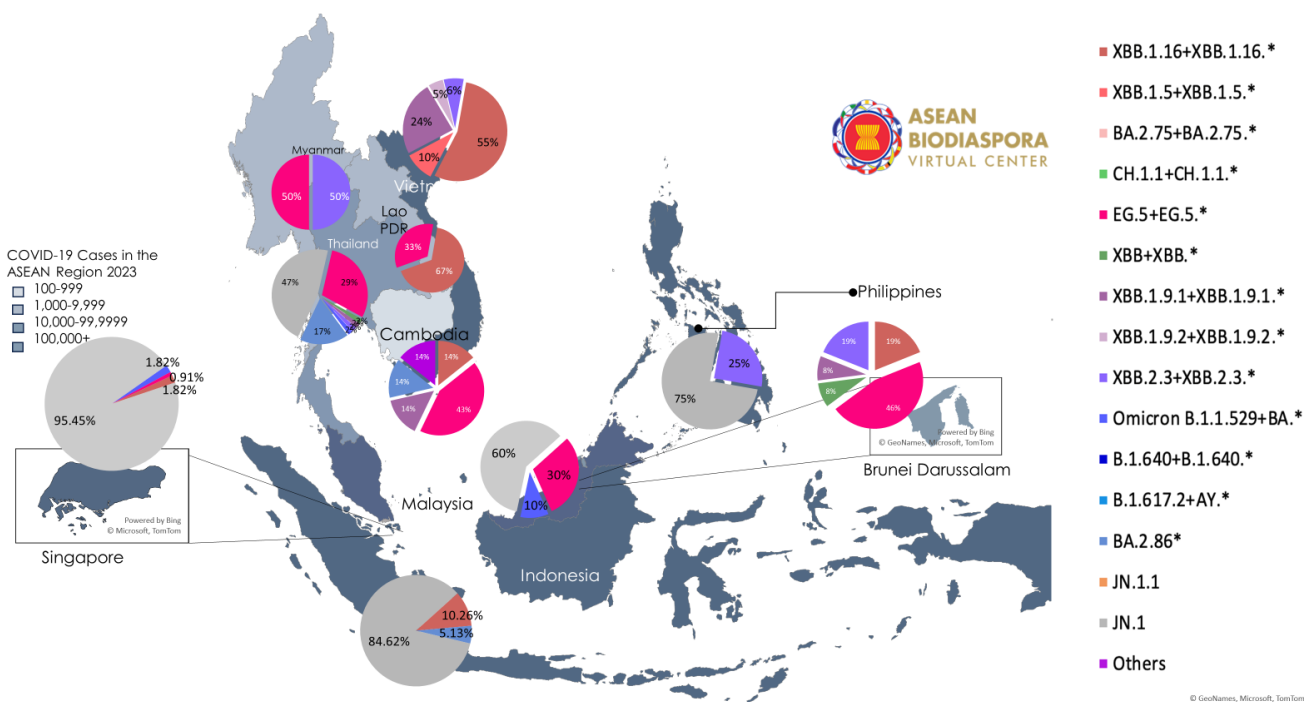 XBB.1.16+XBB.1.16.*
XBB.1.5+XBB.1.5.*
BA.2.75+BA.2.75.*
CH.1.1+CH.1.1.*
EG.5+EG.5.*
XBB+XBB.*
XBB.1.9.1+XBB.1.9.1.*
XBB.1.9.2+XBB.1.9.2.*
XBB.2.3+XBB.2.3.*
Omicron B.1.1.529+BA.*
B.1.640+B.1.640.*
B.1.617.2+AY.*
BA.2.86*
JN.1.1
JN.1
Others
ASEAN
BIODIASPORA
VIRTUAL CENTER
5%
6%
24%
55%
10%
Vietn
Myanmar
50%
50%
Lao
PDR
33%
67%
Thailand
47%
29%
17%
COVID-19 Cases in the
ASEAN Region 2023
100-999
1,000-9,999
10,000-99,9999
100,000+
1.82%
0.91%
1.82%
95.45%
Powered by Bing
© Microsoft, TomTom
Singapore
Cambodia
14%
14%
14%
14%
43%
Philippines
25%
75%
19%
19%
8%
8%
46%
Powered by Bing
© GeoNames, Microsoft, TomTom
Brunei Darussalam
60%
30%
10%
Malaysia
Indonesia
10.26%
5.13%
84.62%
© GeoNames, Microsoft, TomTom